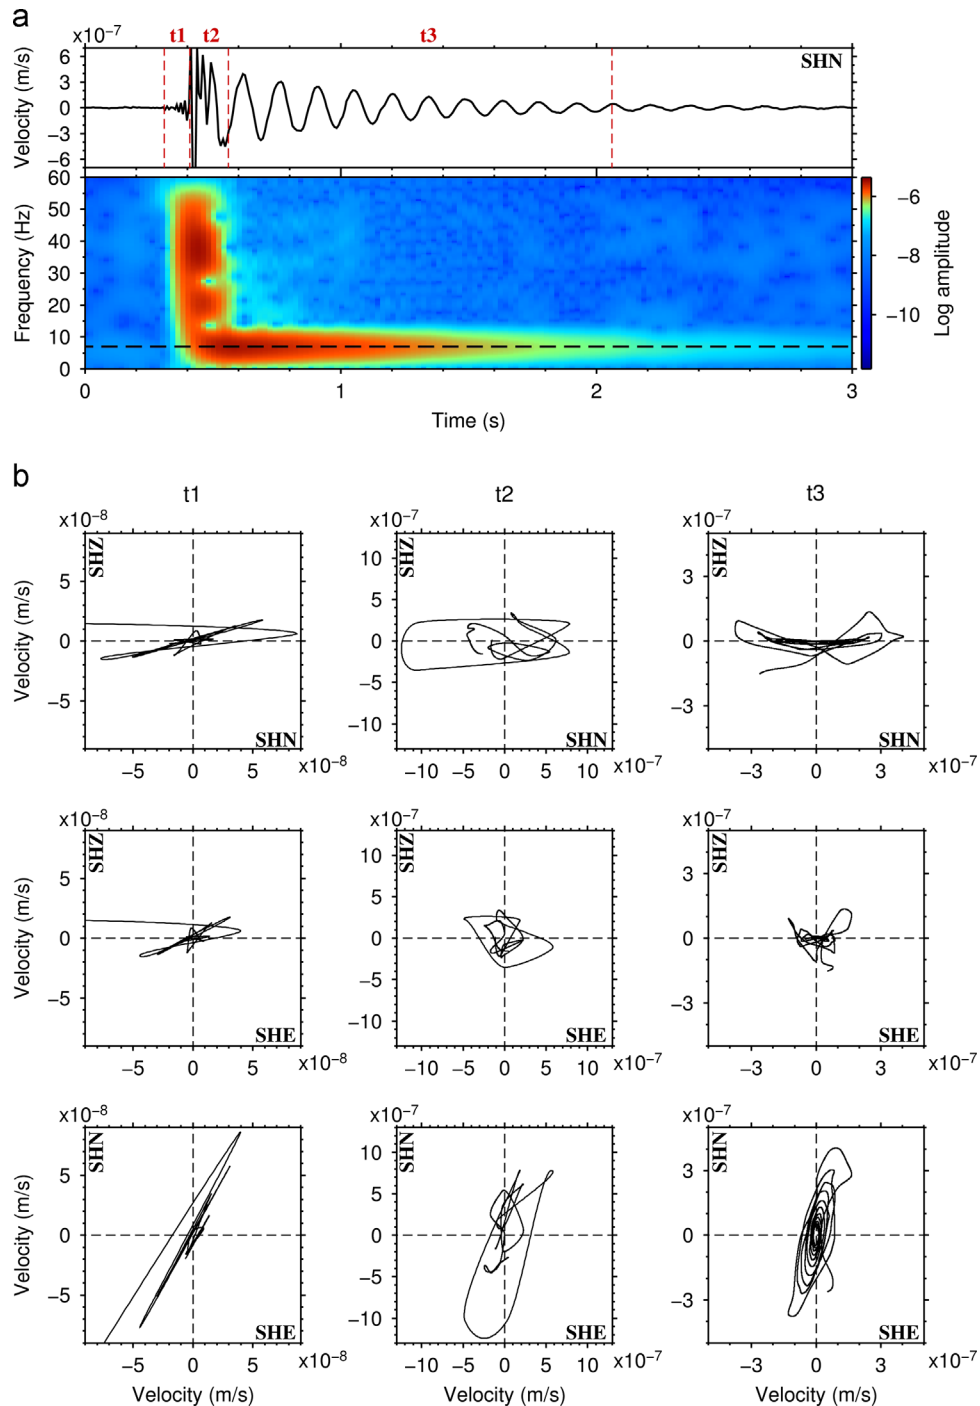 a
×10⁻⁷ t1 t2 t3
6
3
0
−3
−6
Velocity (m/s)
SHN
60
50
40
30
20
10
0
Frequency (Hz)
−6
−8
−10
Log amplitude
0 1 2 3
Time (s)
b
t1 t2 t3
x10⁻⁸ x10⁻⁷ x10⁻⁷
SHZ SHZ SHZ
Velocity (m/s)
5 10 3
0 5 0
−5 0 −3
−5
−10
SHN SHN SHN
−5 0 5 x10⁻⁸ −10 −5 0 5 10 x10⁻⁷ −3 0 3 x10⁻⁷
x10⁻⁸ x10⁻⁷ x10⁻⁷
SHZ SHZ SHZ
Velocity (m/s)
5 10 3
0 5 0
−5 0 −3
−5
−10
SHE SHE SHE
−5 0 5 x10⁻⁸ −10 −5 0 5 10 x10⁻⁷ −3 0 3 x10⁻⁷
x10⁻⁸ x10⁻⁷ x10⁻⁷
SHN SHN SHN
Velocity (m/s)
5 10 3
0 5 0
−5 0 −3
−5
−10
SHE SHE SHE
−5 0 5 x10⁻⁸ −10 −5 0 5 10 x10⁻⁷ −3 0 3 x10⁻⁷
Velocity (m/s) Velocity (m/s) Velocity (m/s)